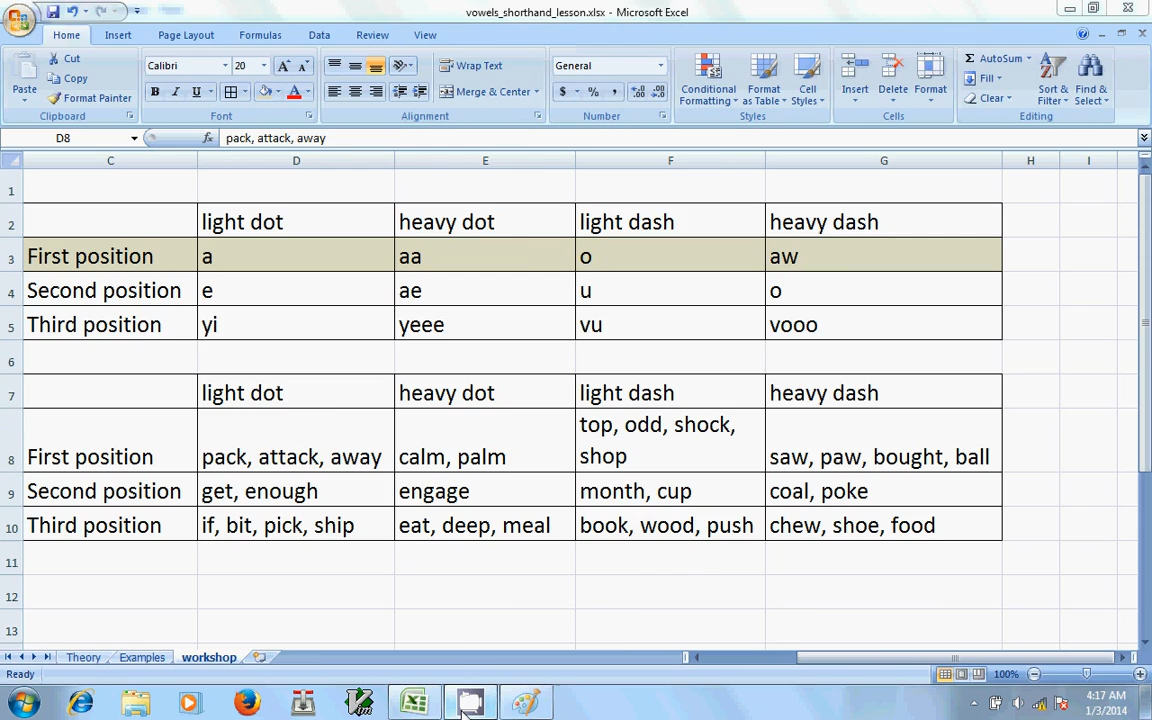 vowels_shorthand_lesson.xlsx - Microsoft Excel
Home Insert Page Layout Formulas Data Review View
Paste
Cut
Copy
Format Painter
Clipboard
Calibri 20
B I U
Font
Wrap Text
Merge & Center
Alignment
General
$ % ,
Number
Conditional Formatting
Format as Table
Cell Styles
Styles
Insert Delete Format
Cells
Σ AutoSum
Fill
Clear
Sort & Filter
Find & Select
Editing
D8 fx pack, attack, away
C D E F G H I
1
2 light dot heavy dot light dash heavy dash
3 First position a aa o aw
4 Second position e ae u o
5 Third position yi yeee vu vooo
6
7 light dot heavy dot light dash heavy dash
8 First position pack, attack, away calm, palm top, odd, shock, shop saw, paw, bought, ball
9 Second position get, enough engage month, cup coal, poke
10 Third position if, bit, pick, ship eat, deep, meal book, wood, push chew, shoe, food
11
12
13
Theory Examples workshop
Ready 100%
4:17 AM
1/3/2014